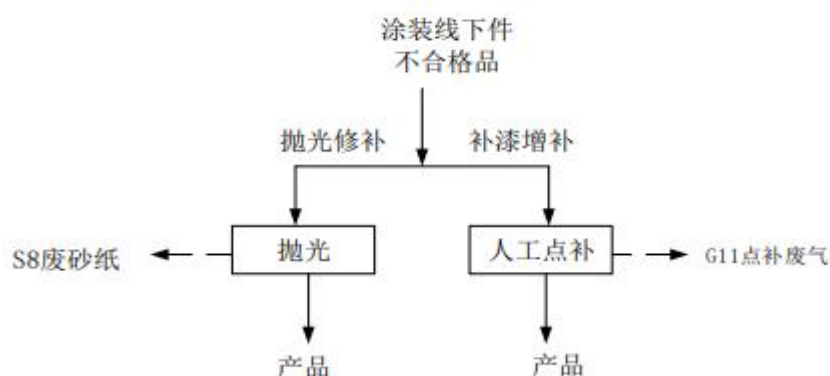 涂装线下件
不合格品
抛光修补
补漆增补
S8废砂纸
抛光
人工点补
G11点补废气
产品
产品